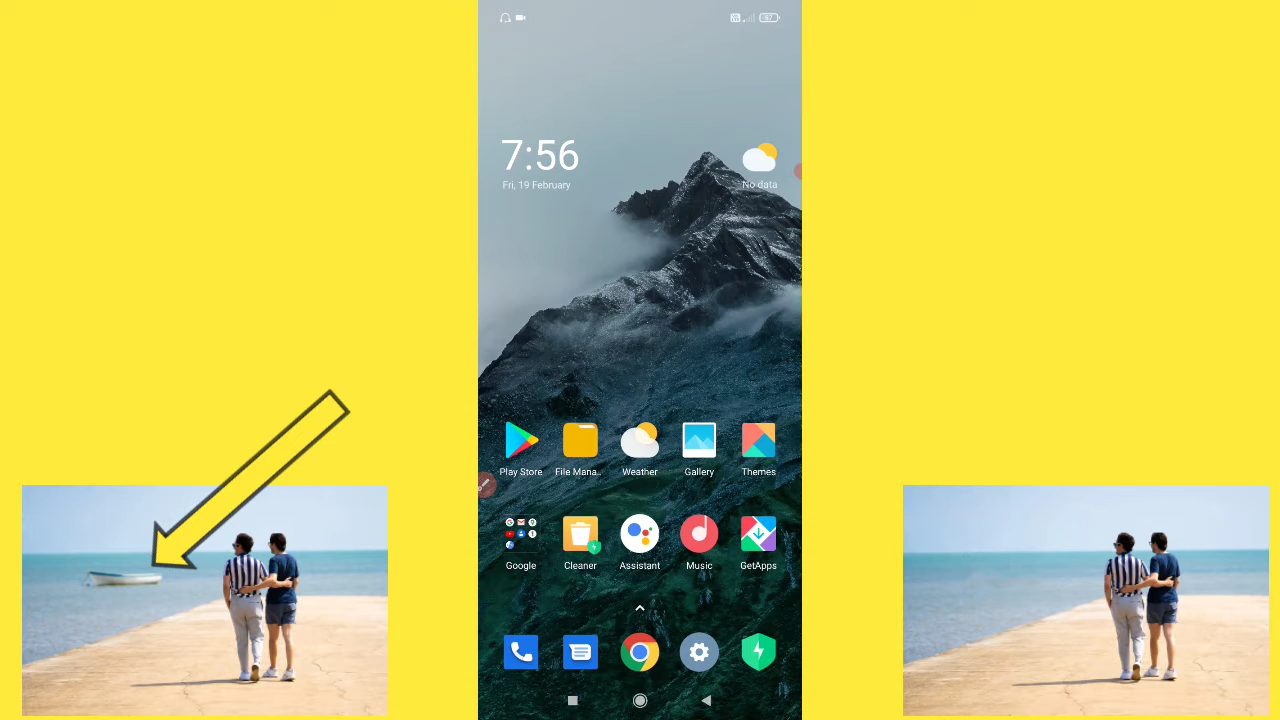 7:56
Fri, 19 February
No data
Play Store
File Mana..
Weather
Gallery
Themes
Google
Cleaner
Assistant
Music
GetApps